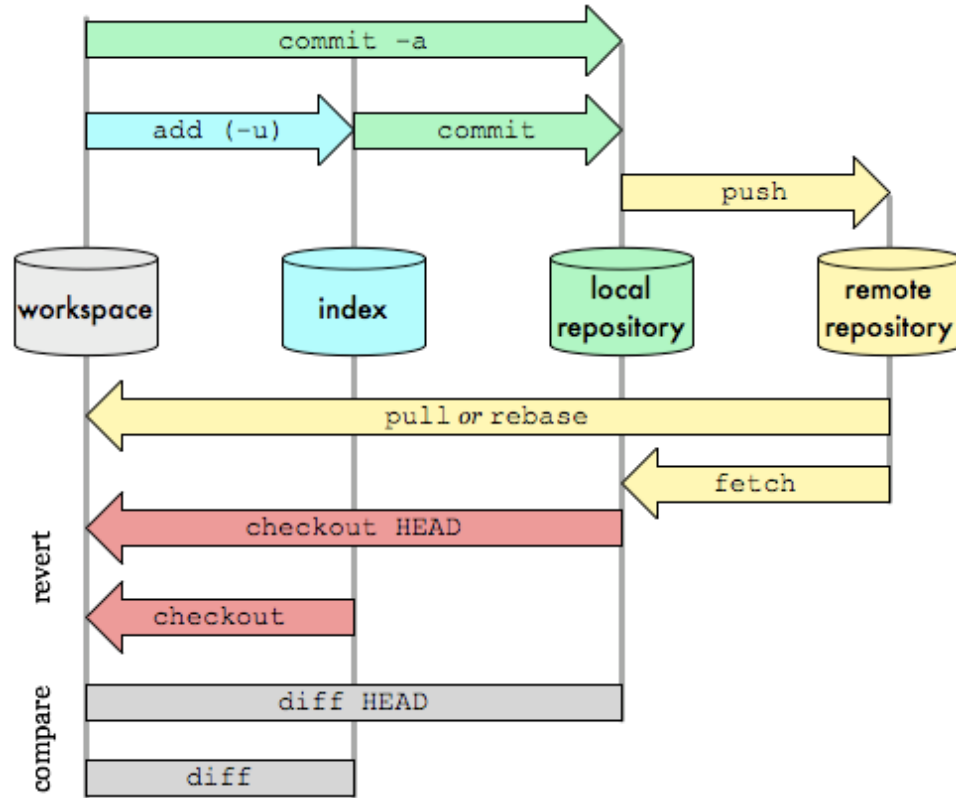 commit -a
add (-u)
commit
push
workspace
index
local
repository
remote
repository
pull or rebase
fetch
revert
checkout HEAD
checkout
compare
diff HEAD
diff